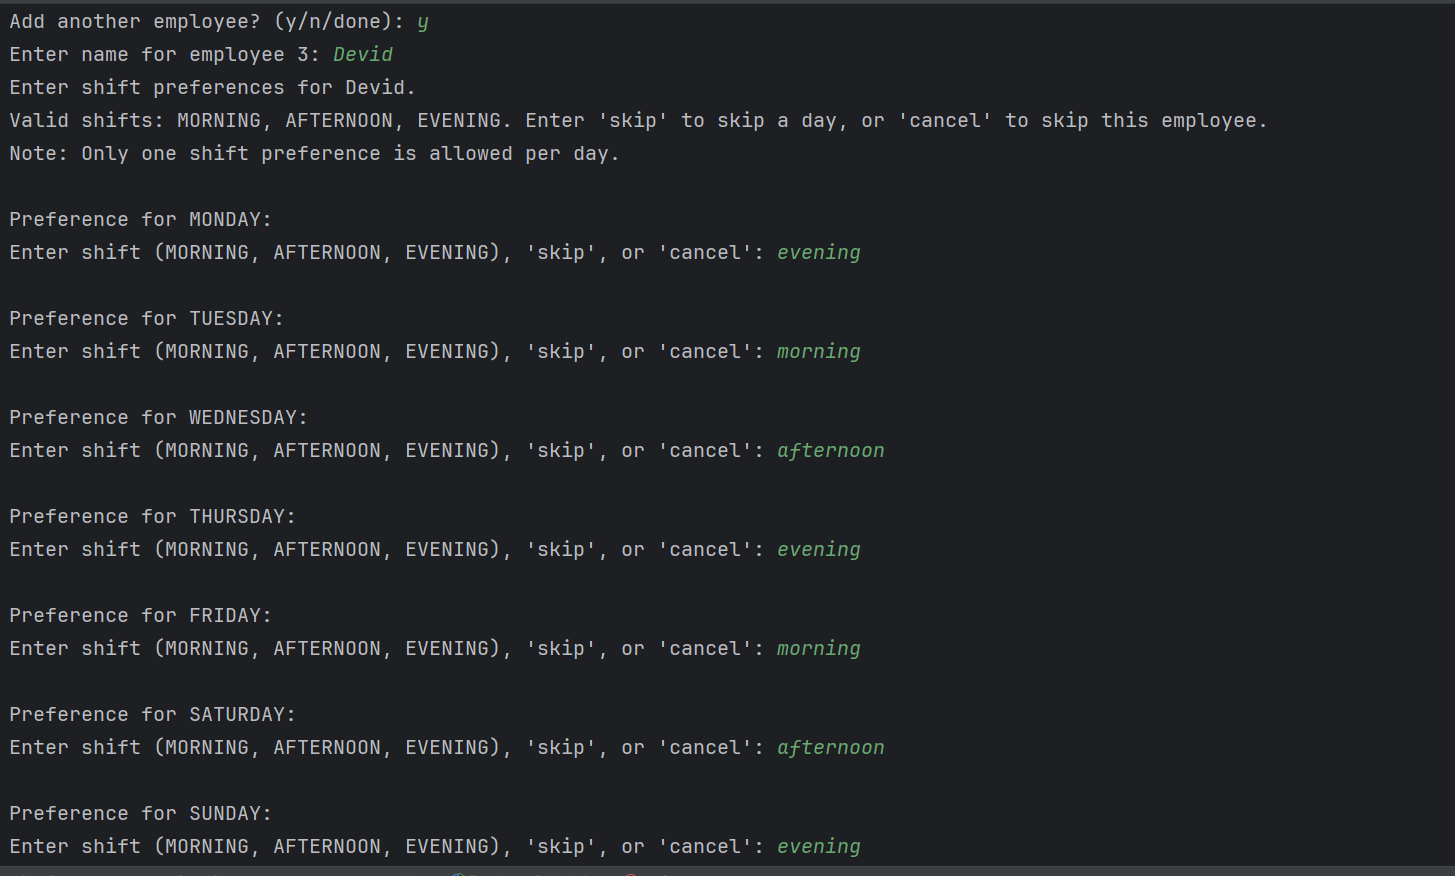 Add another employee? (y/n/done): y
Enter name for employee 3: Devid
Enter shift preferences for Devid.
Valid shifts: MORNING, AFTERNOON, EVENING. Enter 'skip' to skip a day, or 'cancel' to skip this employee.
Note: Only one shift preference is allowed per day.
Preference for MONDAY:
Enter shift (MORNING, AFTERNOON, EVENING), 'skip', or 'cancel': evening
Preference for TUESDAY:
Enter shift (MORNING, AFTERNOON, EVENING), 'skip', or 'cancel': morning
Preference for WEDNESDAY:
Enter shift (MORNING, AFTERNOON, EVENING), 'skip', or 'cancel': afternoon
Preference for THURSDAY:
Enter shift (MORNING, AFTERNOON, EVENING), 'skip', or 'cancel': evening
Preference for FRIDAY:
Enter shift (MORNING, AFTERNOON, EVENING), 'skip', or 'cancel': morning
Preference for SATURDAY:
Enter shift (MORNING, AFTERNOON, EVENING), 'skip', or 'cancel': afternoon
Preference for SUNDAY:
Enter shift (MORNING, AFTERNOON, EVENING), 'skip', or 'cancel': evening